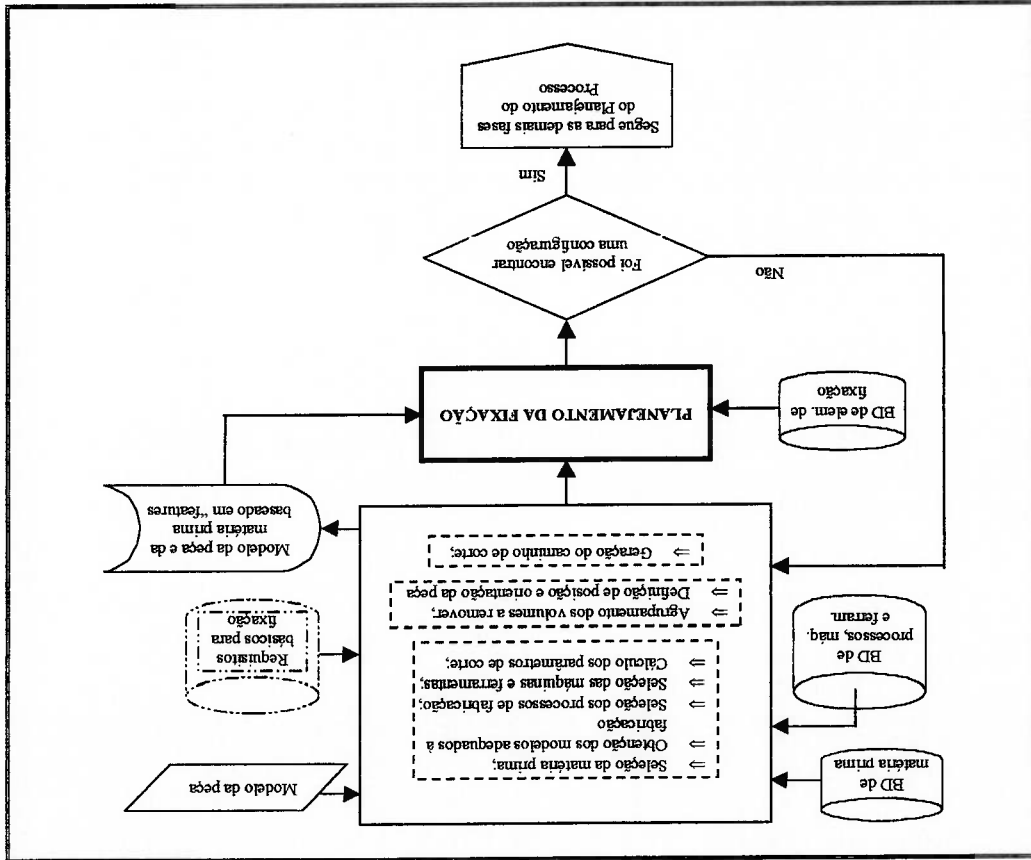 BD de
matéria prima
Modelo da peça
⇒ Seleção da matéria prima;
⇒ Obtenção dos modelos adequados à
fabricação
⇒ Seleção dos processos de fabricação;
⇒ Seleção das máquinas e ferramentas;
⇒ Cálculo dos parâmetros de corte;
BD de
processos, máq.
e ferram.
Requisitos
básicos para
fixação
⇒ Agrupamento dos volumes a remover;
⇒ Definição de posição e orientação da peça
⇒ Geração do caminho de corte;
Modelo da peça e da
matéria prima
baseado em "features
PLANEJAMENTO DA FIXAÇÃO
BD de elem. de
fixação
Foi possível encontrar
uma configuração
Não
Sim
Segue para as demais fases
do Planejamento do
Processo